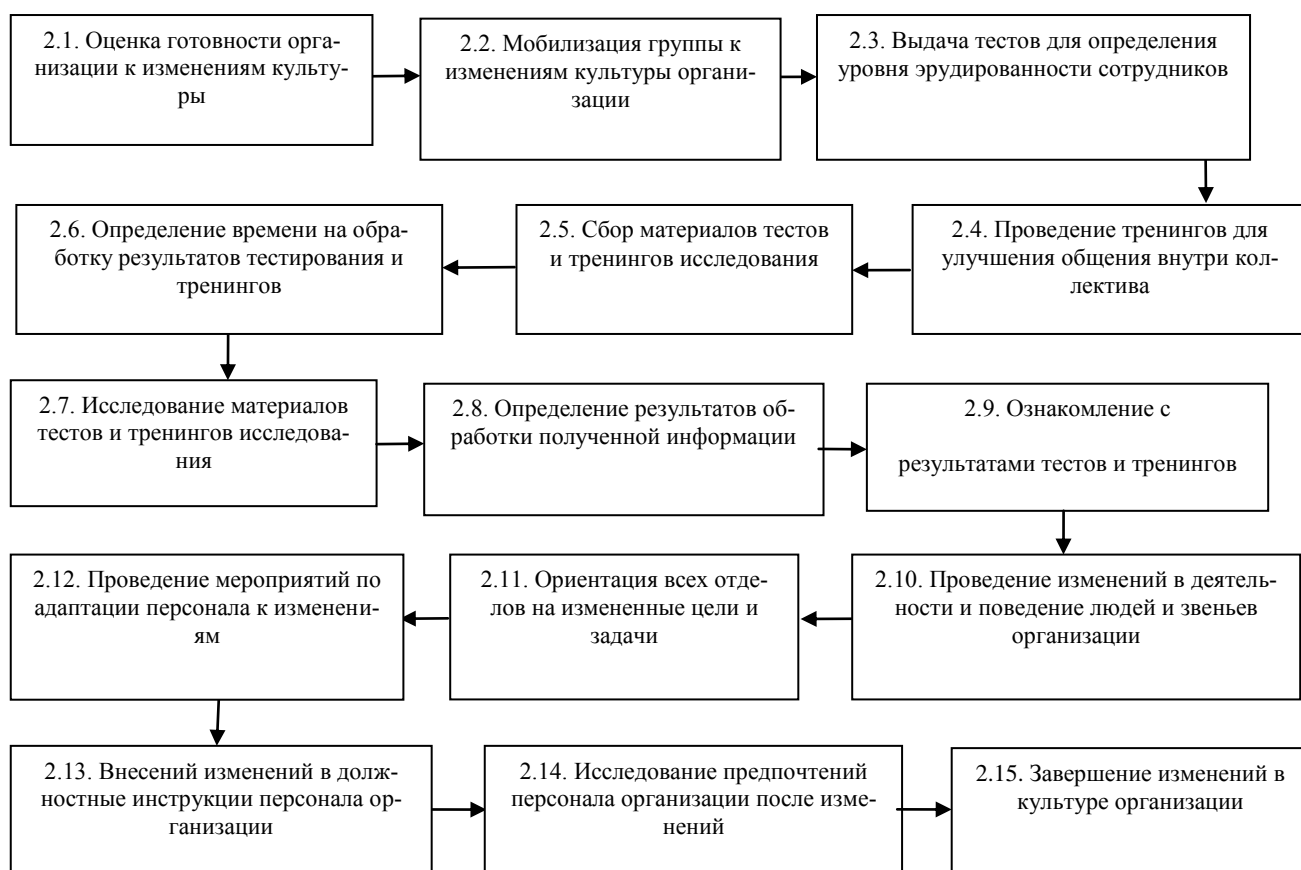 2.1. Оценка готовности орга-
низации к изменениям культу-
ры
2.2. Мобилизация группы к
изменениям культуры органи-
зации
2.3. Выдача тестов для определения
уровня эрудированности сотрудников
2.6. Определение времени на обра-
ботку результатов тестирования и
тренингов
2.5. Сбор материалов тестов
и тренингов исследования
2.4. Проведение тренингов для
улучшения общения внутри кол-
лектива
2.7. Исследование материалов
тестов и тренингов исследова-
ния
2.8. Определение результатов об-
работки полученной информации
2.9. Ознакомление с
результатами тестов и тренингов
2.12. Проведение мероприятий по
адаптации персонала к изменени-
ям
2.11. Ориентация всех отде-
лов на измененные цели и
задачи
2.10. Проведение изменений в деятель-
ности и поведение людей и звеньев
организации
2.13. Внесений изменений в долж-
ностные инструкции персонала ор-
ганизации
2.14. Исследование предпочтений
персонала организации после изме-
нений
2.15. Завершение изменений в
культуре организации